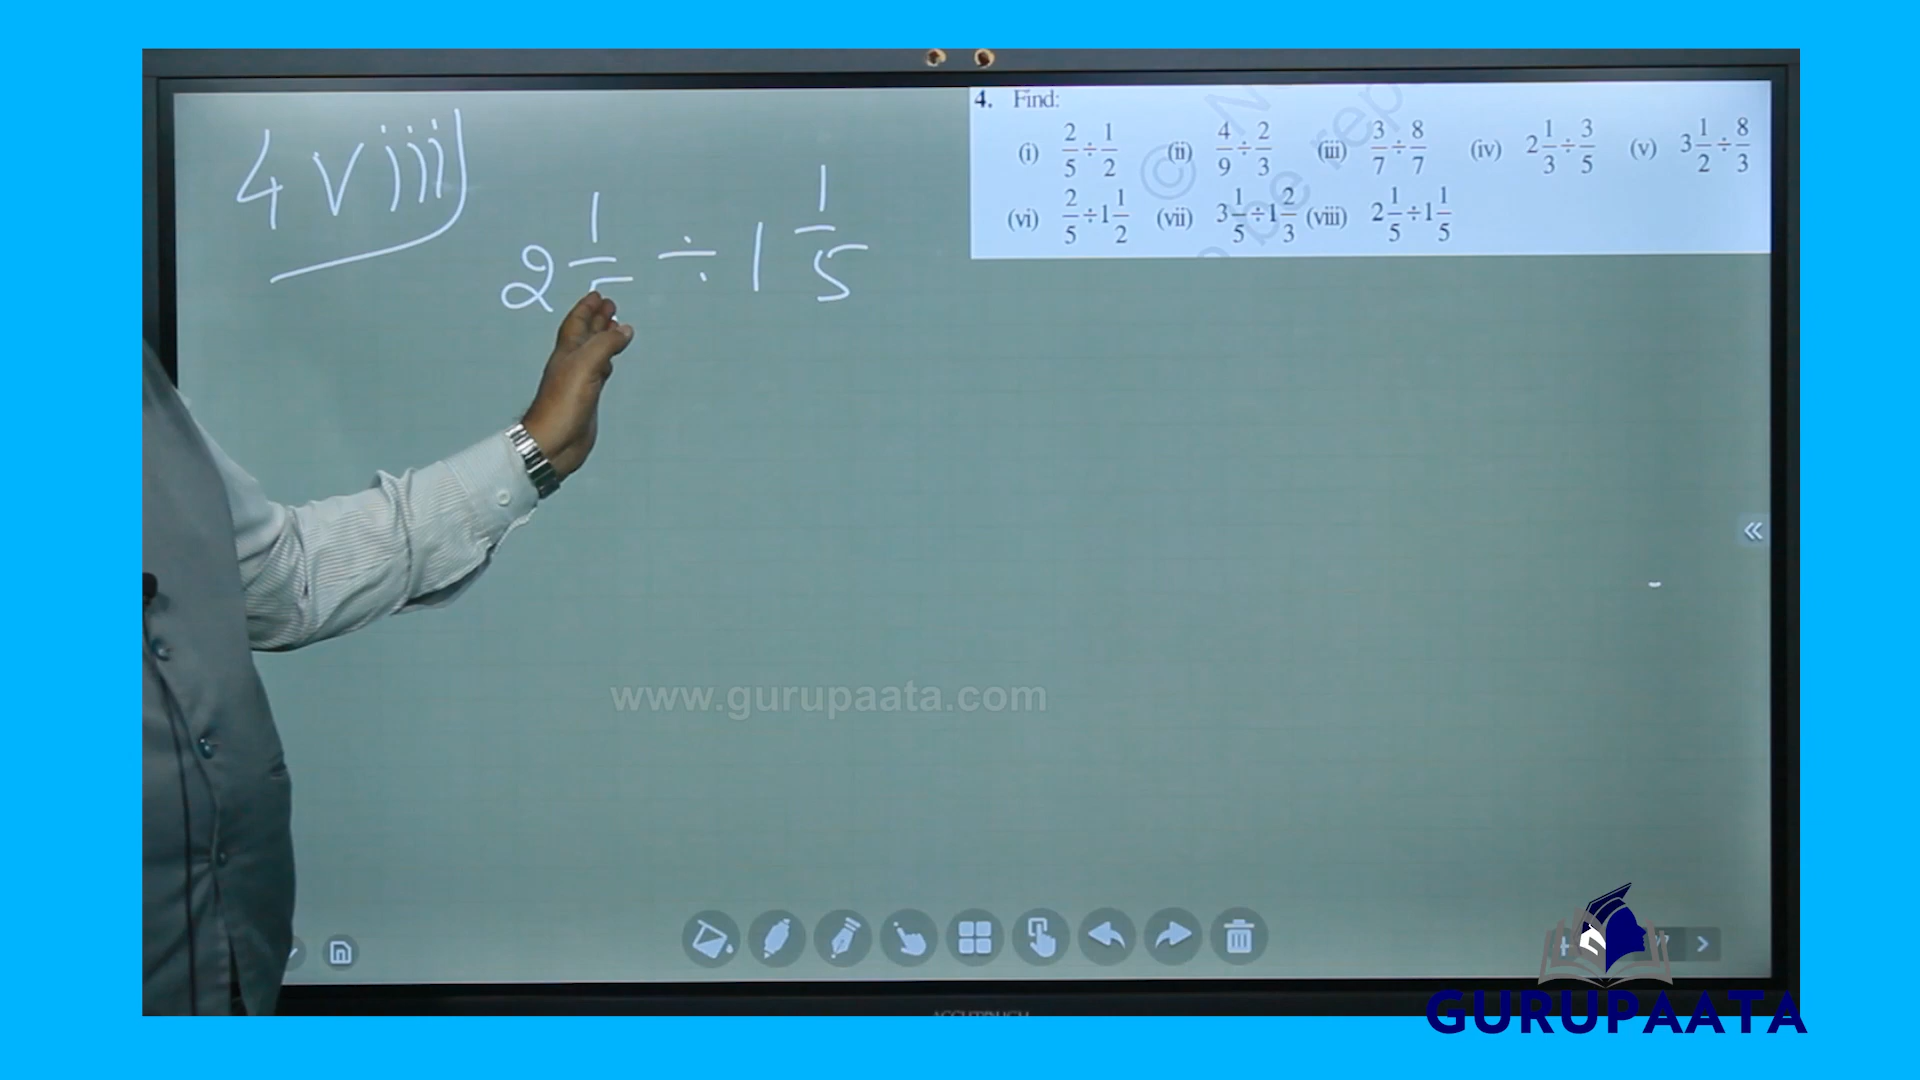 4 viii)
2 1/5 ÷ 1 1/5
4. Find:
(i) 2/5 ÷ 1/2 (ii) 4/9 ÷ 2/3 (iii) 3/7 ÷ 8/7 (iv) 2 1/3 ÷ 3/5 (v) 3 1/2 ÷ 8/3
(vi) 2/5 ÷ 1 1/2 (vii) 3 1/5 ÷ 1 2/3 (viii) 2 1/5 ÷ 1 1/5
www.gurupaata.com
GURUPAATA